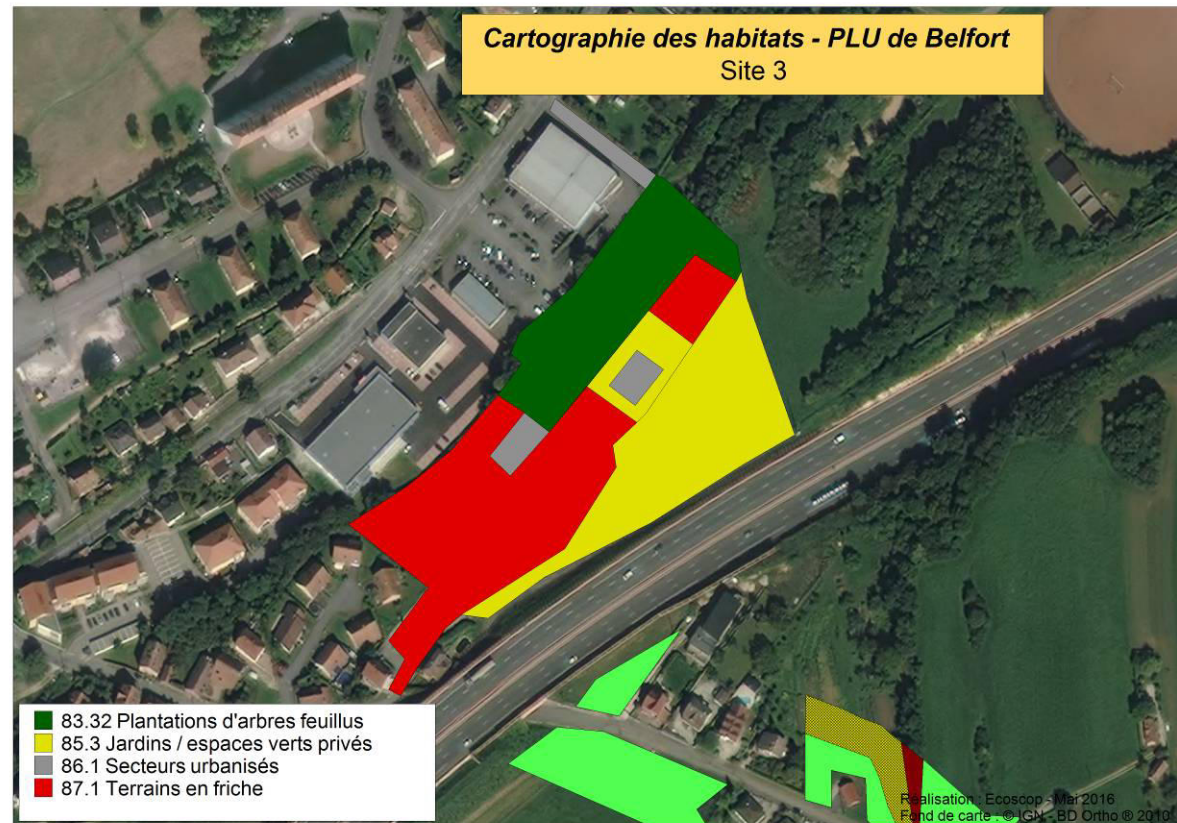 Cartographie des habitats - PLU de Belfort
Site 3
83.32 Plantations d'arbres feuillus
85.3 Jardins / espaces verts privés
86.1 Secteurs urbanisés
87.1 Terrains en friche
Réalisation : Ecoscop - Mai 2016
Fond de carte : © IGN - BD Ortho ® 2010